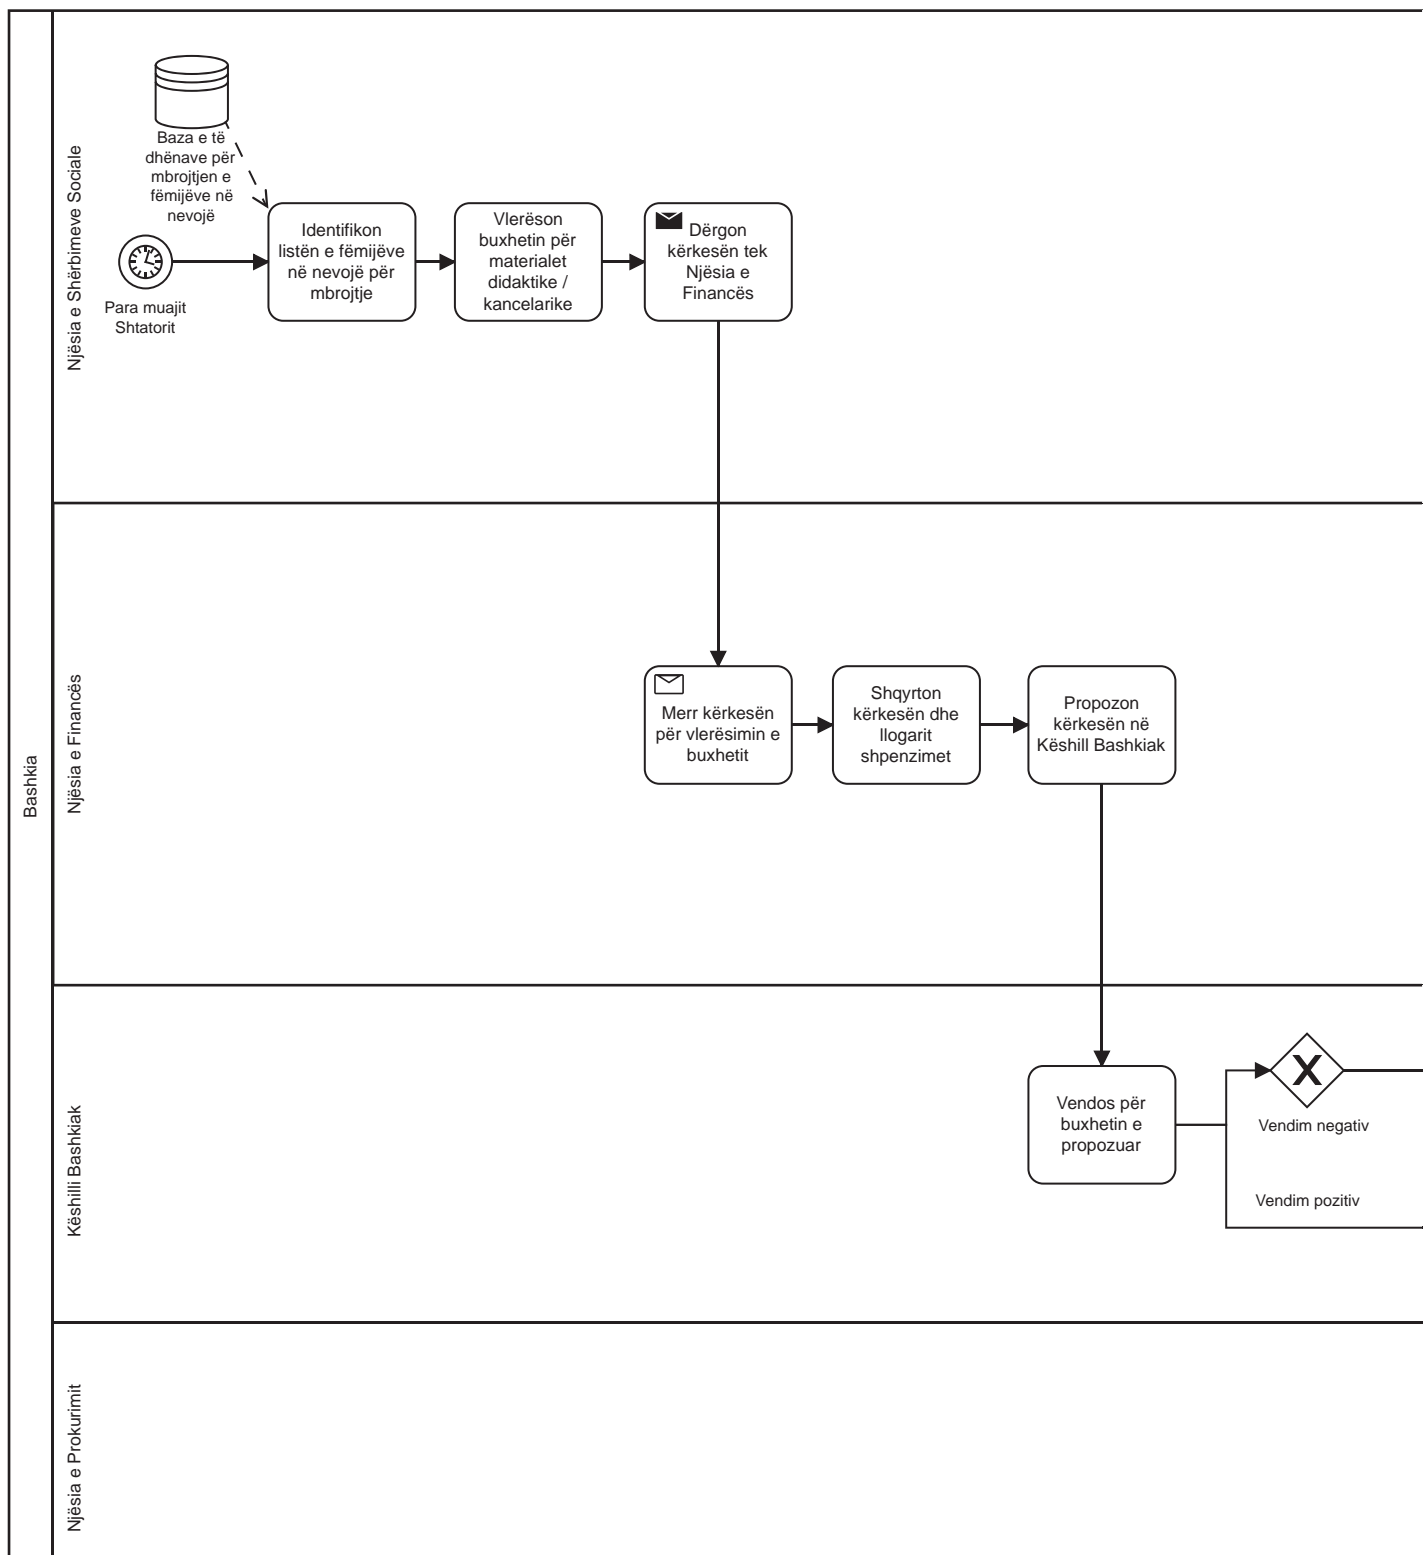 Bashkia
Njësia e Shërbimeve Sociale
Baza e të
dhënave për
mbrojtjen e
fëmijëve në
nevojë
Para muajit
Shtatorit
Identifikon
listën e fëmijëve
në nevojë për
mbrojtje
Vlerëson
buxhetin për
materialet
didaktike /
kancelarike
Dërgon
kërkesën tek
Njësia e
Financës
Njësia e Financës
Merr kërkesën
për vlerësimin e
buxhetit
Shqyrton
kërkesën dhe
llogarit
shpenzimet
Propozon
kërkesën në
Këshill Bashkiak
Këshilli Bashkiak
Vendos për
buxhetin e
propozuar
X
Vendim negativ
Vendim pozitiv
Njësia e Prokurimit